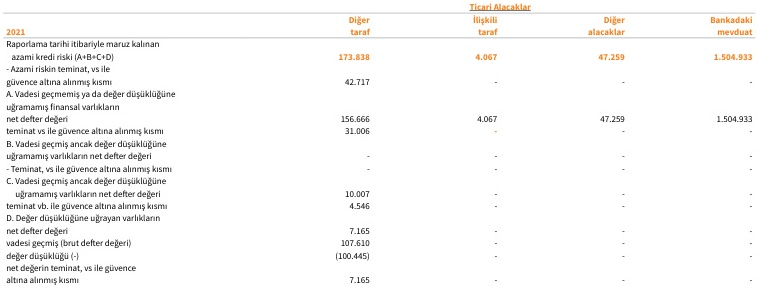 Ticari Alacaklar
Diğer İlişkili Diğer Bankadaki
2021 taraf taraf alacaklar mevduat
Raporlama tarihi itibariyle maruz kalınan
azami kredi riski (A+B+C+D) 173.838 4.067 47.259 1.504.933
- Azami riskin teminat, vs ile
güvence altına alınmış kısmı 42.717 - - -
A. Vadesi geçmemiş ya da değer düşüklüğüne
uğramamış finansal varlıkların
net defter değeri 156.666 4.067 47.259 1.504.933
teminat vs ile güvence altına alınmış kısmı 31.006 - - -
B. Vadesi geçmiş ancak değer düşüklüğüne
uğramamış varlıkların net defter değeri - - - -
- Teminat, vs ile güvence altına alınmış kısmı - - - -
C. Vadesi geçmiş ancak değer düşüklüğüne
uğramamış varlıkların net defter değeri 10.007 - - -
teminat vb. ile güvence altına alınmış kısmı 4.546 - - -
D. Değer düşüklüğüne uğrayan varlıkların
net defter değeri 7.165 - - -
vadesi geçmiş (brut defter değeri) 107.610 - - -
değer düşüklüğü (-) (100.445) - - -
net değerin teminat, vs ile güvence
altına alınmış kısmı 7.165 - - -